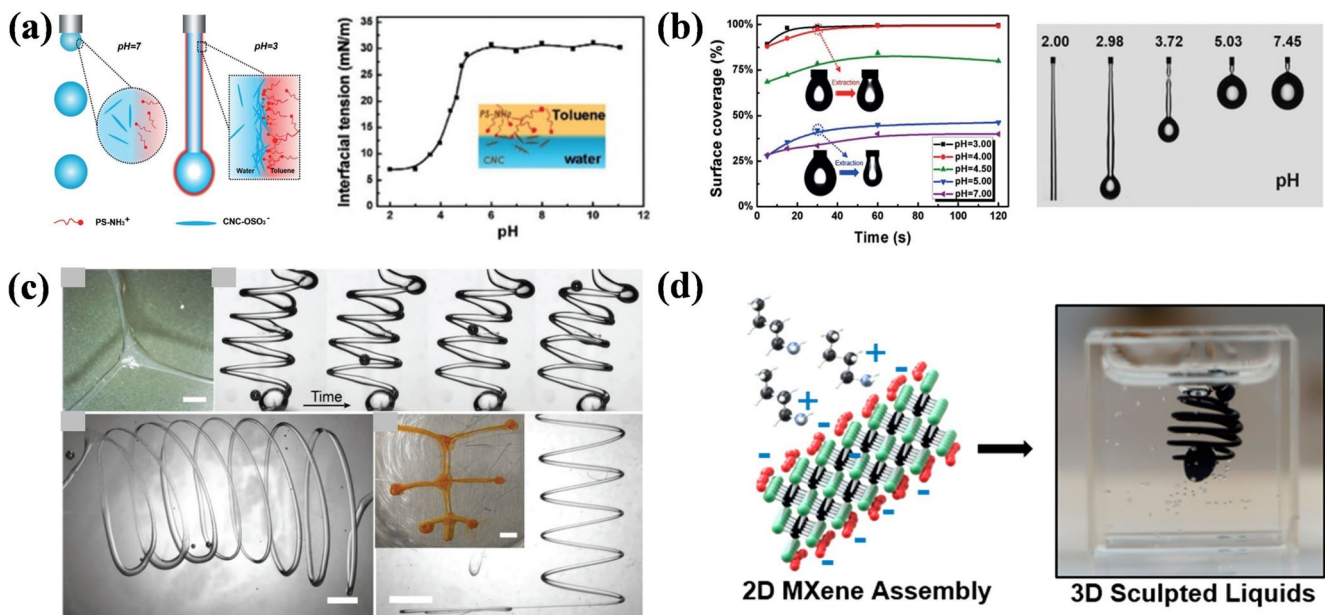 (a)
pH=7
pH=3
Water
Toluene
PS-NH₃⁺
CNC-OSO₃⁻
Interfacial tension (mN/m)
35
30
25
20
15
10
5
0
PS-NH₂
Toluene
CNC
water
2
4
6
8
10
12
pH
(b)
Surface coverage (%)
100%
75%
50%
25%
0%
Extraction
Extraction
pH=3.00
pH=4.00
pH=4.50
pH=5.00
pH=7.00
0
20
40
60
80
100
120
Time (s)
2.00
2.98
3.72
5.03
7.45
pH
(c)
Time
(d)
+
+
+
-
-
-
-
-
-
-
-
2D MXene Assembly
3D Sculpted Liquids